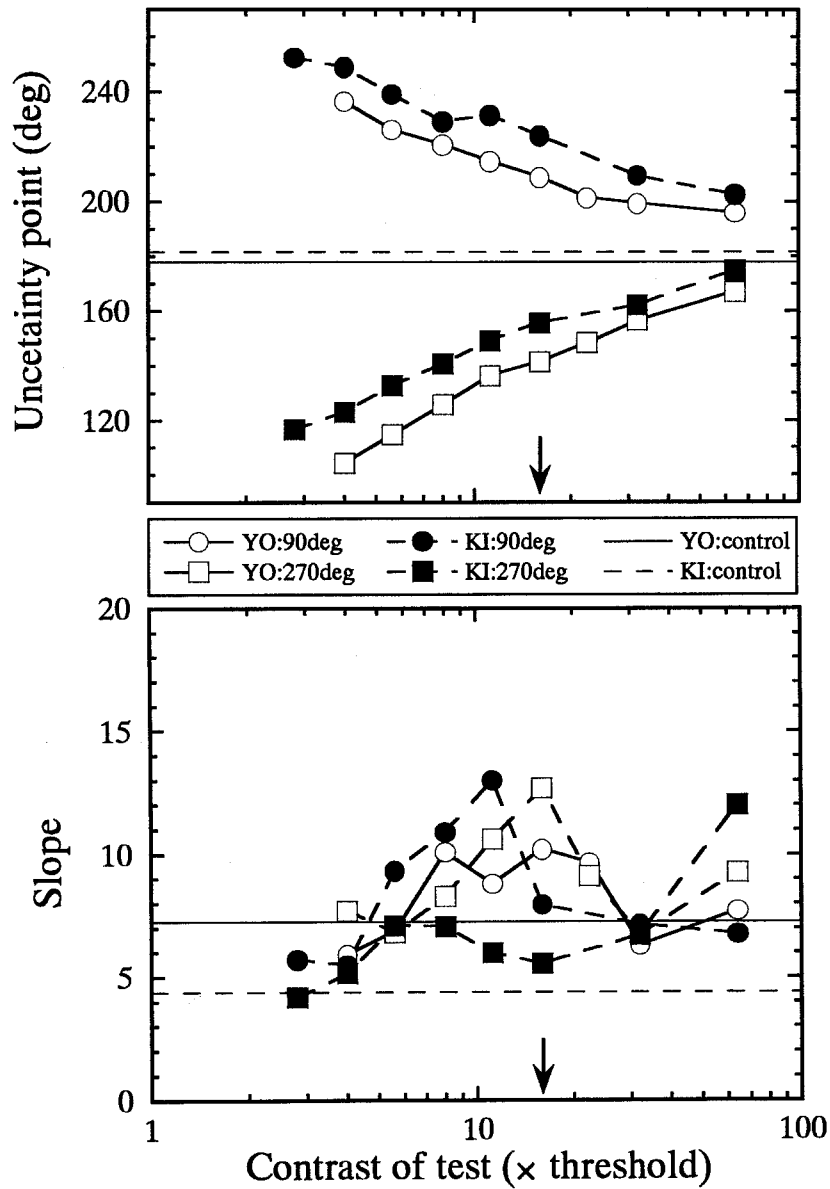 240
200
160
120
Uncetainty point (deg)
YO:90deg KI:90deg YO:control
YO:270deg KI:270deg KI:control
20
15
10
5
0
Slope
1 10 100
Contrast of test (× threshold)